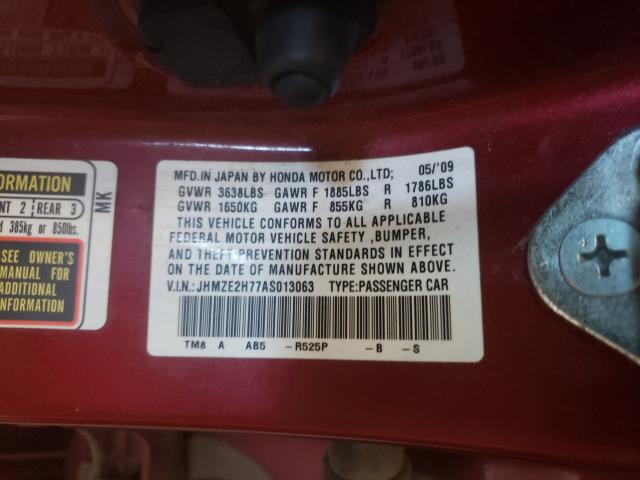 ORMATION
NT 2 REAR 3
d 385kg or 850lbs.
SEE OWNER'S
MANUAL FOR
ADDITIONAL
INFORMATION
MK
MFD.IN JAPAN BY HONDA MOTOR CO.,LTD; 05/'09
GVWR 3638LBS GAWR F 1885LBS R 1786LBS
GVWR 1650KG GAWR F 855KG R 810KG
THIS VEHICLE CONFORMS TO ALL APPLICABLE
FEDERAL MOTOR VEHICLE SAFETY ,BUMPER,
AND THEFT PREVENTION STANDARDS IN EFFECT
ON THE DATE OF MANUFACTURE SHOWN ABOVE.
V.I.N.:JHMZE2H77AS013063 TYPE:PASSENGER CAR
TM8 A AB5 -R525P -B -S